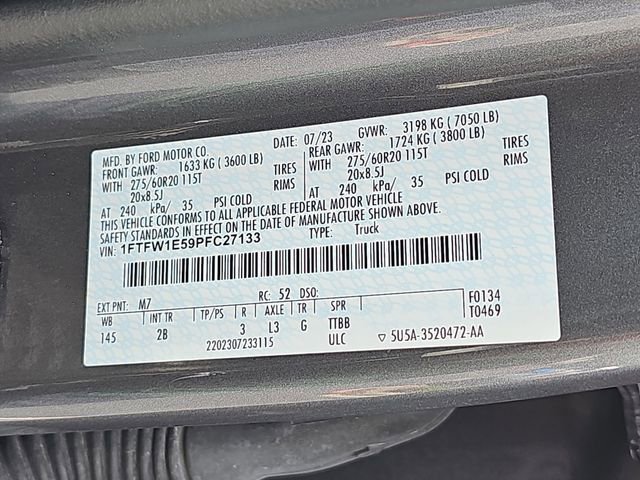 MFD. BY FORD MOTOR CO. DATE: 07/23 GVWR: 3198 KG ( 7050 LB)
FRONT GAWR: 1633 KG ( 3600 LB) REAR GAWR: 1724 KG ( 3800 LB)
WITH 275/60R20 115T TIRES WITH 275/60R20 115T TIRES
20x8.5J RIMS 20x8.5J RIMS
AT 240 kPa/ 35 PSI COLD AT 240 kPa/ 35 PSI COLD
THIS VEHICLE CONFORMS TO ALL APPLICABLE FEDERAL MOTOR VEHICLE
SAFETY STANDARDS IN EFFECT ON THE DATE OF MANUFACTURE SHOWN ABOVE.
VIN: 1FTFW1E59PFC27133 TYPE: Truck
EXT PNT: M7 RC: 52 DSO: F0134
WB INT TR TP/PS R AXLE TR SPR T0469
145 2B 3 L3 G TTBB
2202307233115 ULC ▽ 5U5A-3520472-AA